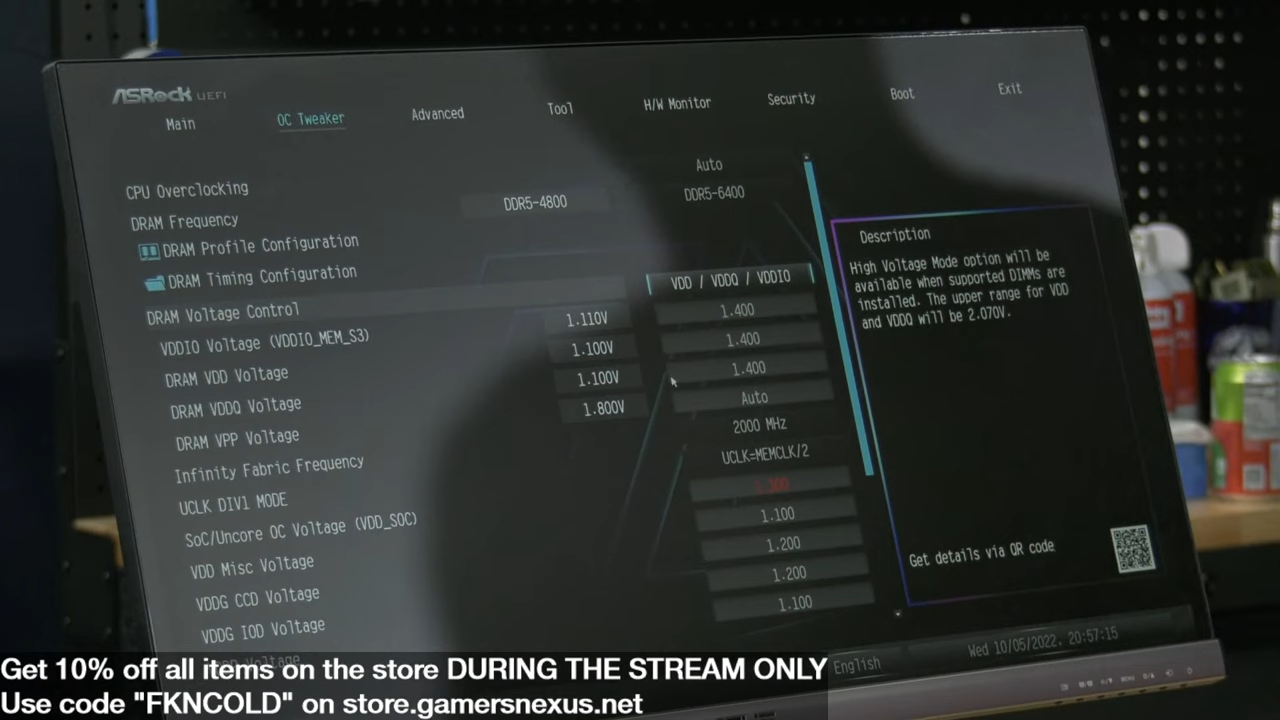 ASRock UEFI
Main
OC Tweaker
Advanced
Tool
H/W Monitor
Security
Boot
Exit
CPU Overclocking
Auto
DRAM Frequency
DDR5-4800
DDR5-6400
DRAM Profile Configuration
DRAM Timing Configuration
DRAM Voltage Control
VDD / VDDQ / VDDIO
VDDIO Voltage (VDDIO_MEM_S3)
1.110V
1.400
DRAM VDD Voltage
1.100V
1.400
DRAM VDDQ Voltage
1.100V
1.400
DRAM VPP Voltage
1.800V
Auto
Infinity Fabric Frequency
2000 MHz
UCLK DIV1 MODE
UCLK=MEMCLK/2
SoC/Uncore OC Voltage (VDD_SOC)
1.300
VDD Misc Voltage
1.100
VDDG CCD Voltage
1.200
VDDG IOD Voltage
1.200
Voltage
1.100
Description
High Voltage Mode option will be
available when supported DIMMs are
installed. The upper range for VDD
and VDDQ will be 2.070V.
Get details via QR code
English
Wed 10/05/2022, 20:57:15
Get 10% off all items on the store DURING THE STREAM ONLY
Use code "FKNCOLD" on store.gamersnexus.net